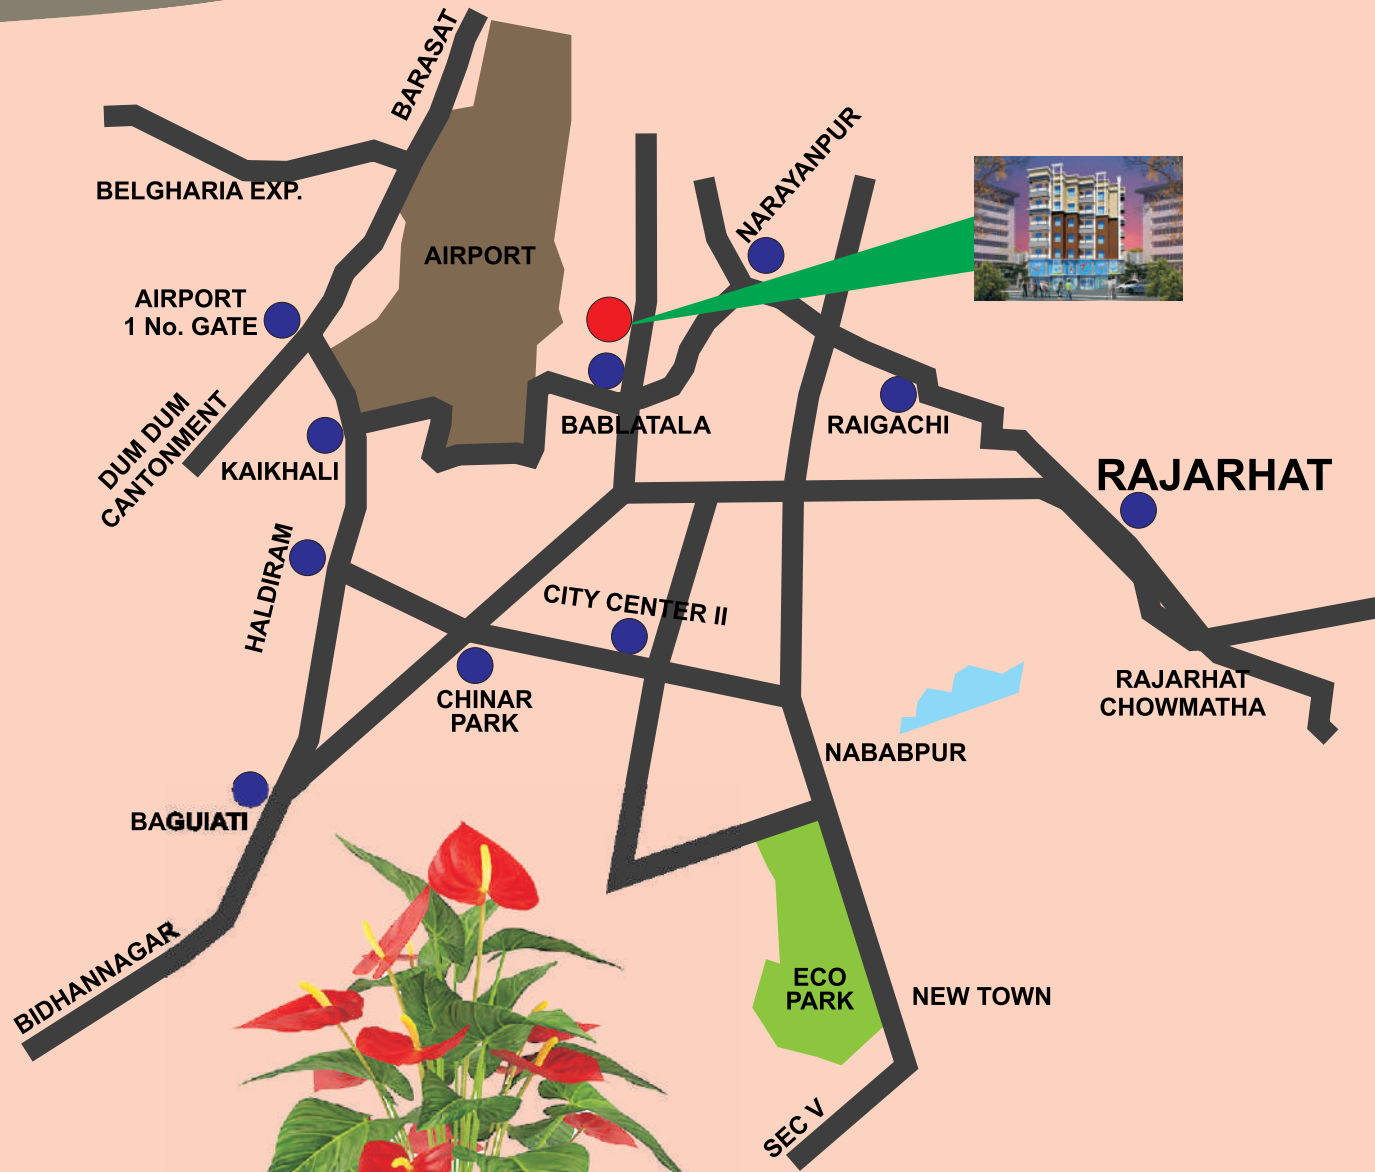 BARASAT
BELGHARIA EXP.
NARAYANPUR
AIRPORT
AIRPORT
1 No. GATE
DUM DUM
CANTONMENT
KAIKHALI
BABLATALA
RAIGACHI
RAJARHAT
HALDIRAM
CITY CENTER II
CHINAR
PARK
RAJARHAT
CHOWMATHA
NABABPUR
BAGUIATI
BIDHANNAGAR
ECO
PARK
NEW TOWN
SEC V